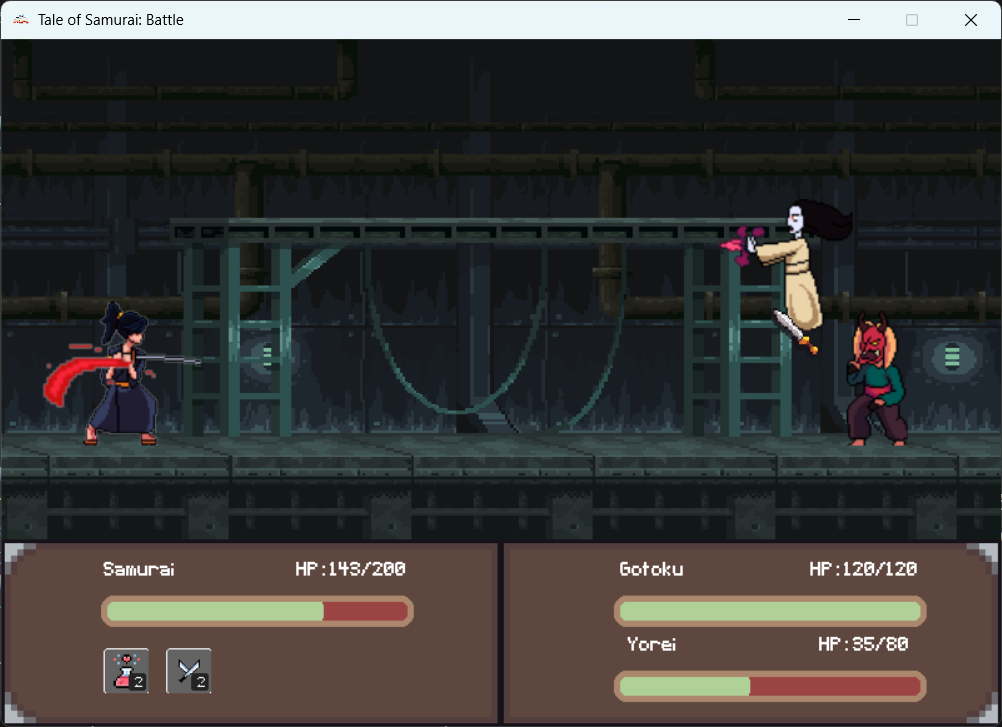 Tale of Samurai: Battle
Samurai HP:143/200
2 2
Gotoku HP:120/120
Yorei HP:35/80